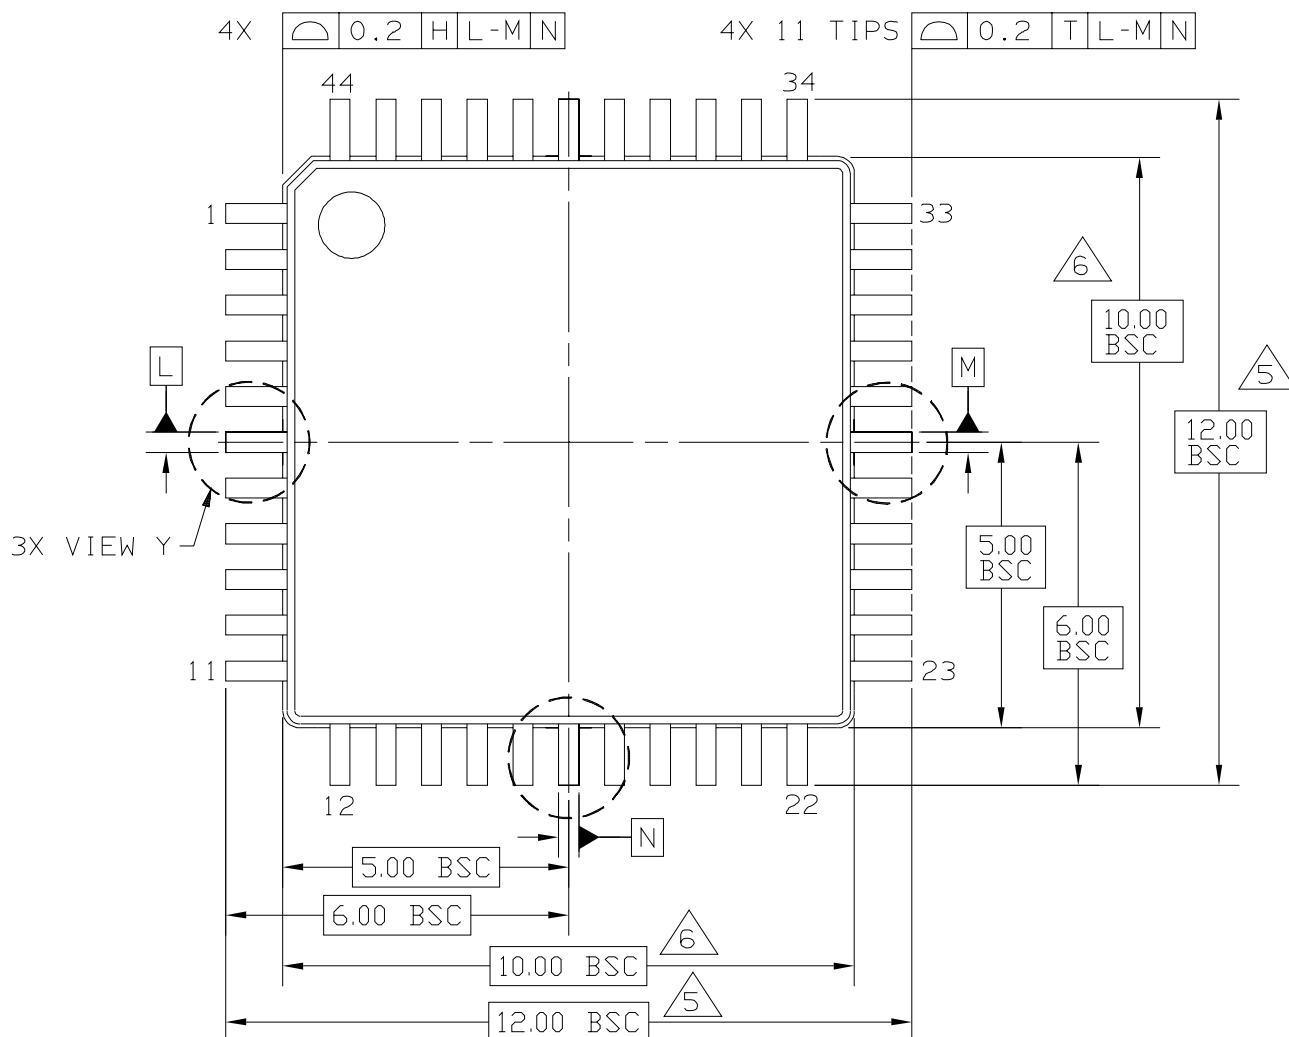 4X 0.2 H L-M N
4X 11 TIPS 0.2 T L-M N
44
34
1
33
6
10.00
BSC
L
M
5
12.00
BSC
3X VIEW Y
5.00
BSC
6.00
BSC
11
23
12
22
N
5.00 BSC
6.00 BSC
6
10.00 BSC
5
12.00 BSC